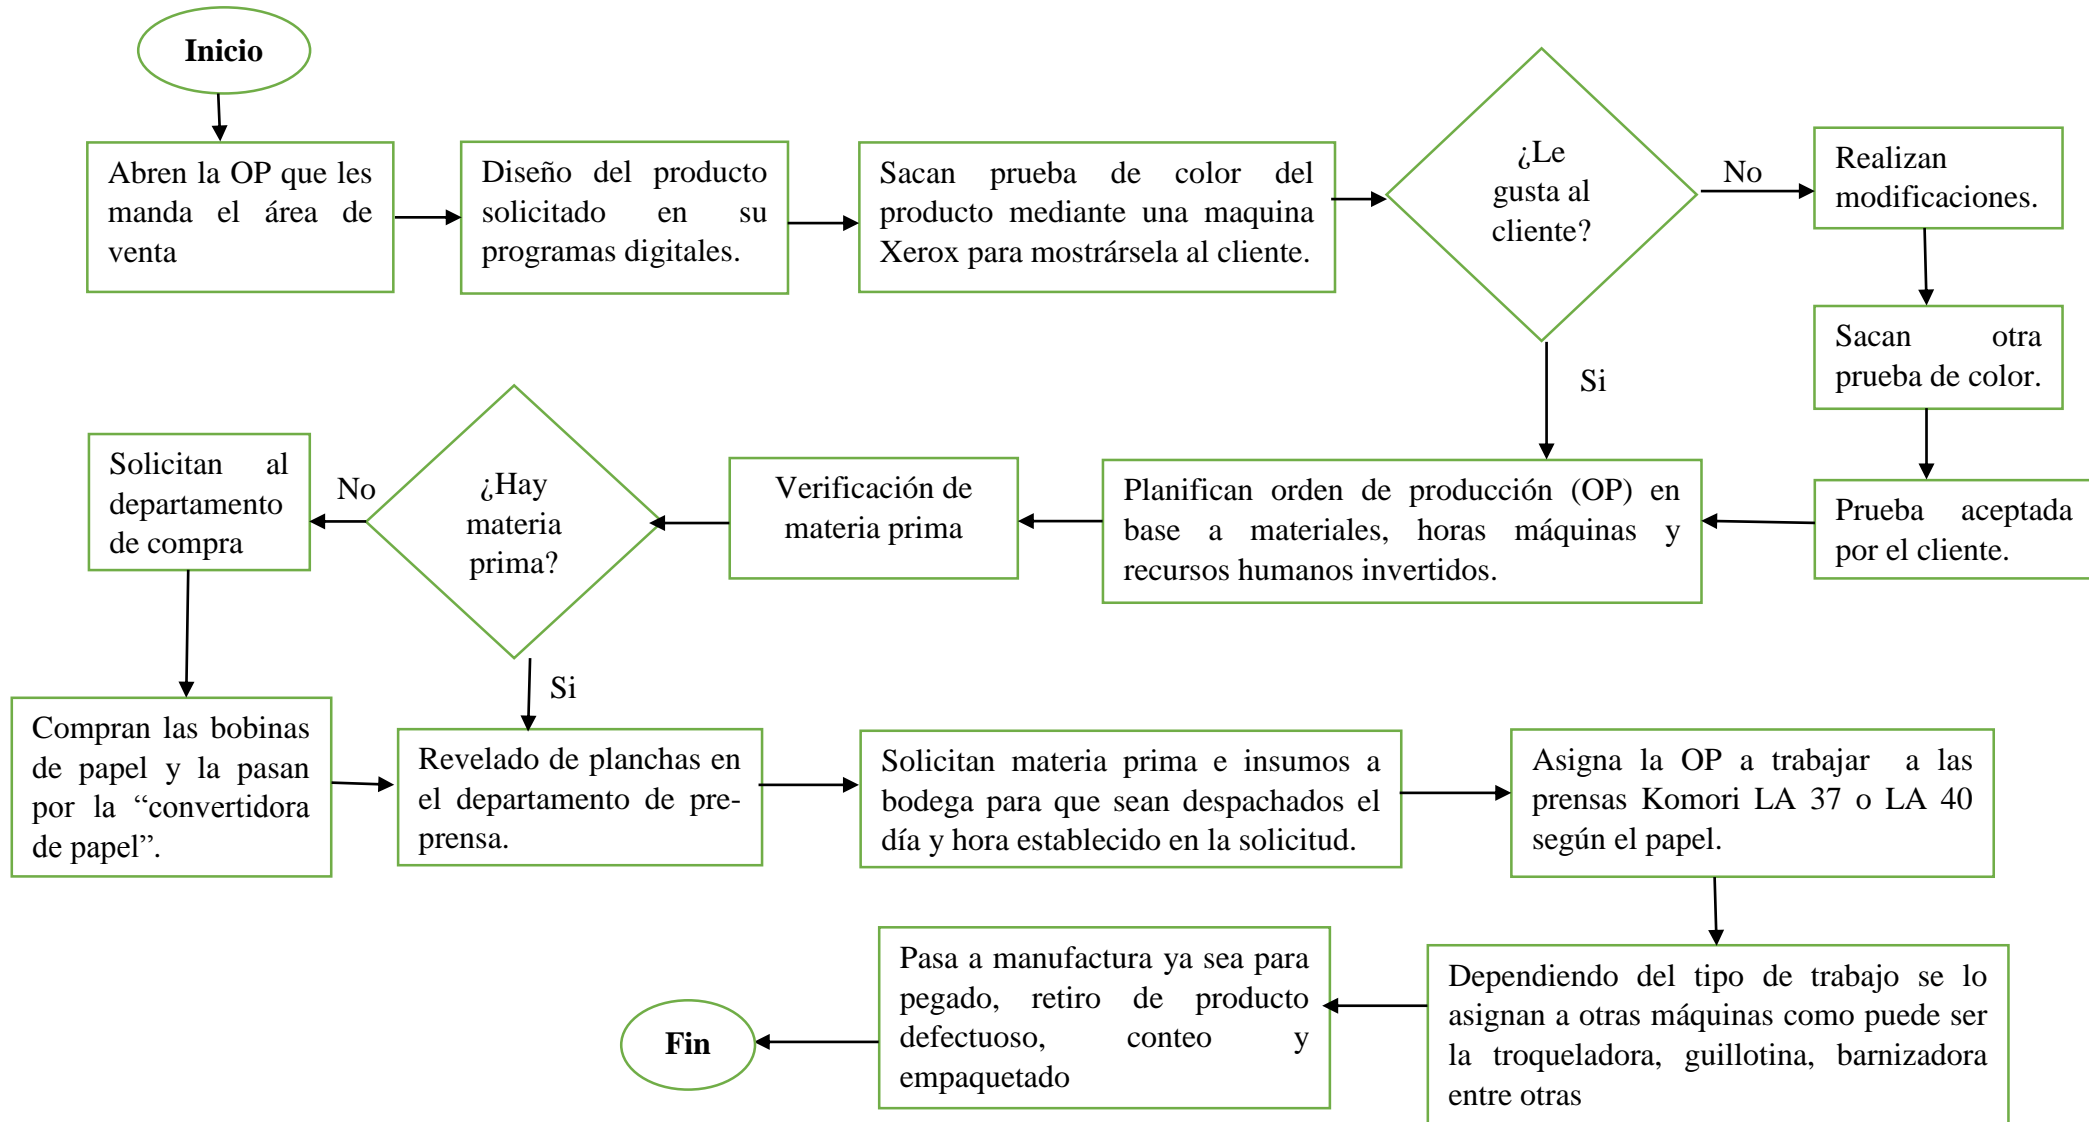 Inicio
Abren la OP que les
manda el área de
venta
Diseño del producto
solicitado en su
programas digitales.
Sacan prueba de color del
producto mediante una maquina
Xerox para mostrársela al cliente.
¿Le
gusta al
cliente?
No
Realizan
modificaciones.
Sacan otra
prueba de color.
Prueba aceptada
por el cliente.
Si
Planifican orden de producción (OP) en
base a materiales, horas máquinas y
recursos humanos invertidos.
Verificación de
materia prima
¿Hay
materia
prima?
No
Solicitan al
departamento
de compra
Compran las bobinas
de papel y la pasan
por la “convertidora
de papel”.
Si
Revelado de planchas en
el departamento de pre-
prensa.
Solicitan materia prima e insumos a
bodega para que sean despachados el
día y hora establecido en la solicitud.
Asigna la OP a trabajar a las
prensas Komori LA 37 o LA 40
según el papel.
Dependiendo del tipo de trabajo se lo
asignan a otras máquinas como puede ser
la troqueladora, guillotina, barnizadora
entre otras
Pasa a manufactura ya sea para
pegado, retiro de producto
defectuoso, conteo y
empaquetado
Fin